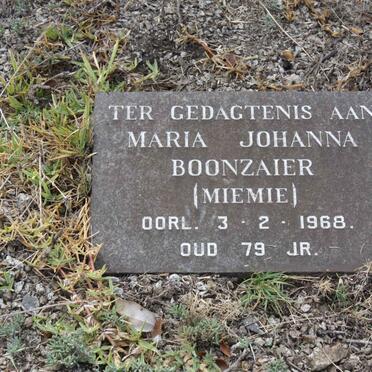 TER GEDAGTENIS AAN
MARIA JOHANNA
BOONZAIER
(MIEMIE)
OORL. 3 - 2 - 1968.
OUD 79 JR.